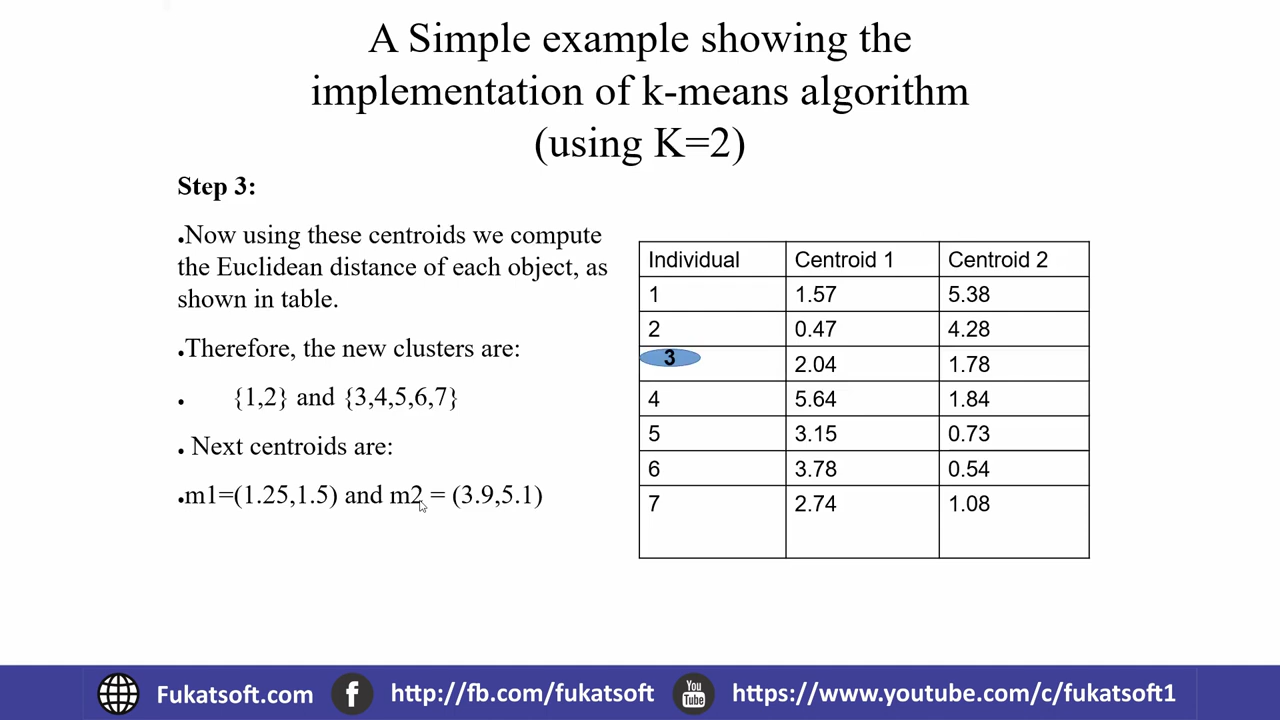 A Simple example showing the
implementation of k-means algorithm
(using K=2)
Step 3:
•Now using these centroids we compute
the Euclidean distance of each object, as
shown in table.
•Therefore, the new clusters are:
• {1,2} and {3,4,5,6,7}
• Next centroids are:
•m1=(1.25,1.5) and m2 = (3.9,5.1)
Individual Centroid 1 Centroid 2
1 1.57 5.38
2 0.47 4.28
3 2.04 1.78
4 5.64 1.84
5 3.15 0.73
6 3.78 0.54
7 2.74 1.08
Fukatsoft.com f http://fb.com/fukatsoft You Tube https://www.youtube.com/c/fukatsoft1